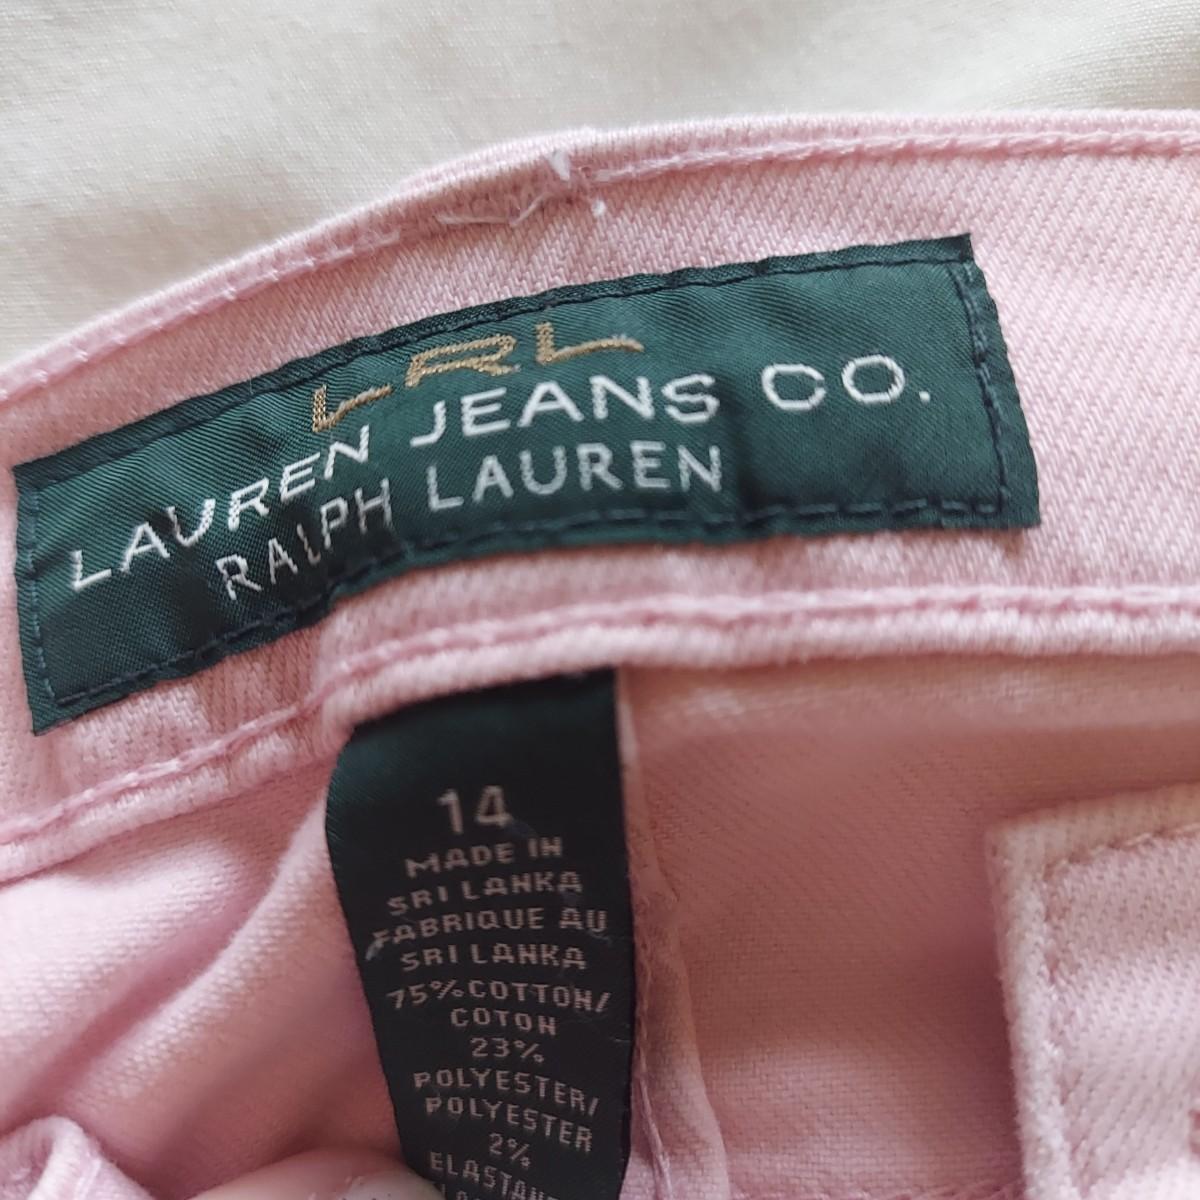 LRL
LAUREN JEANS CO.
RALPH LAUREN
14
MADE IN
SRI LANKA
FABRIQUE AU
SRI LANKA
75% COTTON/
COTON
23%
POLYESTER/
POLYESTER
2%